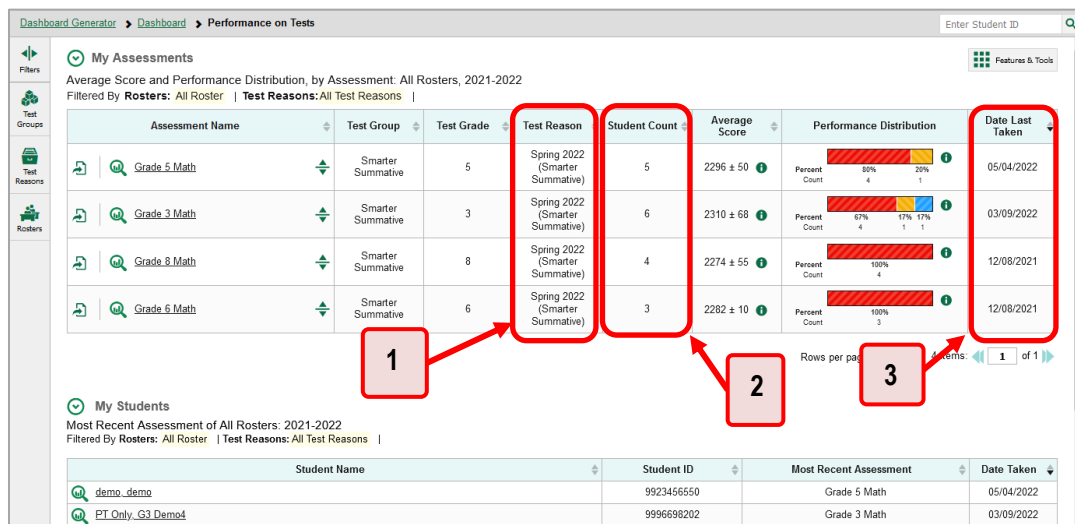 Dashboard Generator > Dashboard > Performance on Tests
Enter Student ID
Filters
Test Groups
Test Reasons
Rosters
My Assessments
Features & Tools
Average Score and Performance Distribution, by Assessment: All Rosters, 2021-2022
Filtered By Rosters: All Roster | Test Reasons: All Test Reasons |
Assessment Name Test Group Test Grade Test Reason Student Count Average Score Performance Distribution Date Last Taken
Grade 5 Math Smarter Summative 5 Spring 2022 (Smarter Summative) 5 2296 ± 50 Percent 80% 20% Count 4 1 05/04/2022
Grade 3 Math Smarter Summative 3 Spring 2022 (Smarter Summative) 6 2310 ± 68 Percent 67% 17% 17% Count 4 1 1 03/09/2022
Grade 8 Math Smarter Summative 8 Spring 2022 (Smarter Summative) 4 2274 ± 55 Percent 100% Count 4 12/08/2021
Grade 6 Math Smarter Summative 6 Spring 2022 (Smarter Summative) 3 2282 ± 10 Percent 100% Count 3 12/08/2021
1
2
3
Rows per pag items: 1 of 1
My Students
Most Recent Assessment of All Rosters: 2021-2022
Filtered By Rosters: All Roster | Test Reasons: All Test Reasons |
Student Name Student ID Most Recent Assessment Date Taken
demo, demo 9923456550 Grade 5 Math 05/04/2022
PT Only, G3 Demo4 9996698202 Grade 3 Math 03/09/2022